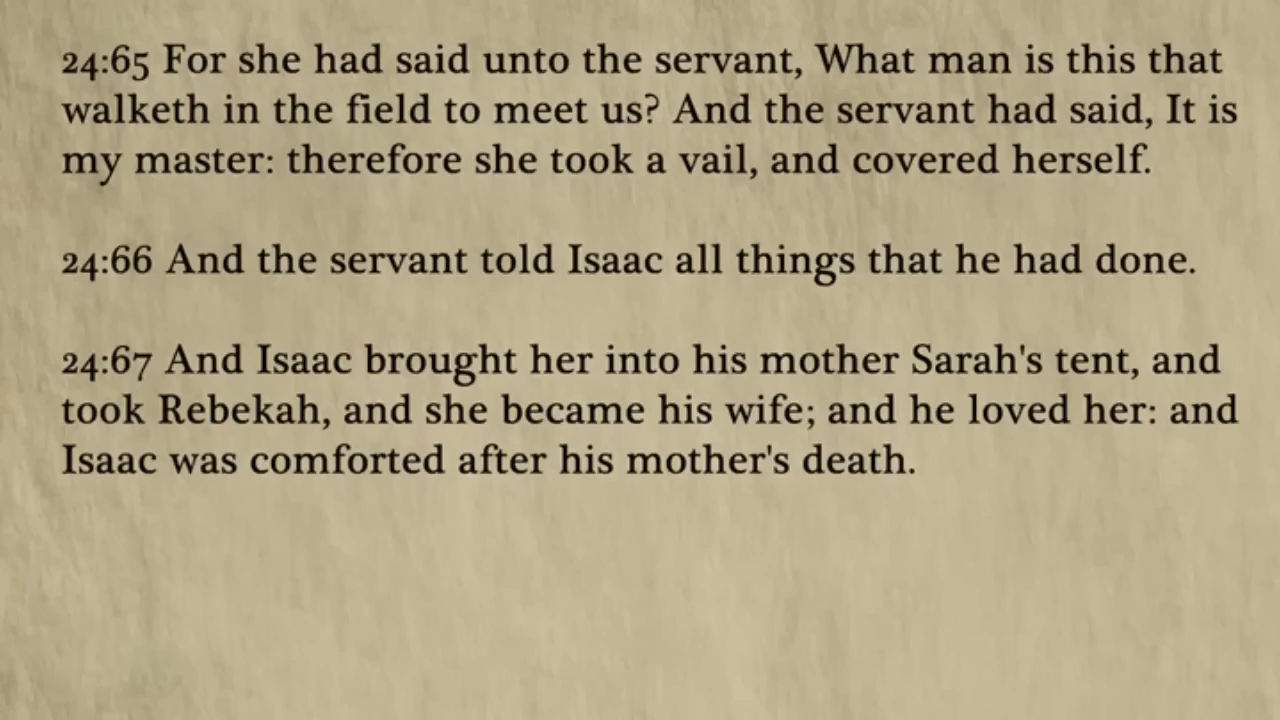 24:65 For she had said unto the servant, What man is this that
walketh in the field to meet us? And the servant had said, It is
my master: therefore she took a vail, and covered herself.
24:66 And the servant told Isaac all things that he had done.
24:67 And Isaac brought her into his mother Sarah's tent, and
took Rebekah, and she became his wife; and he loved her: and
Isaac was comforted after his mother's death.